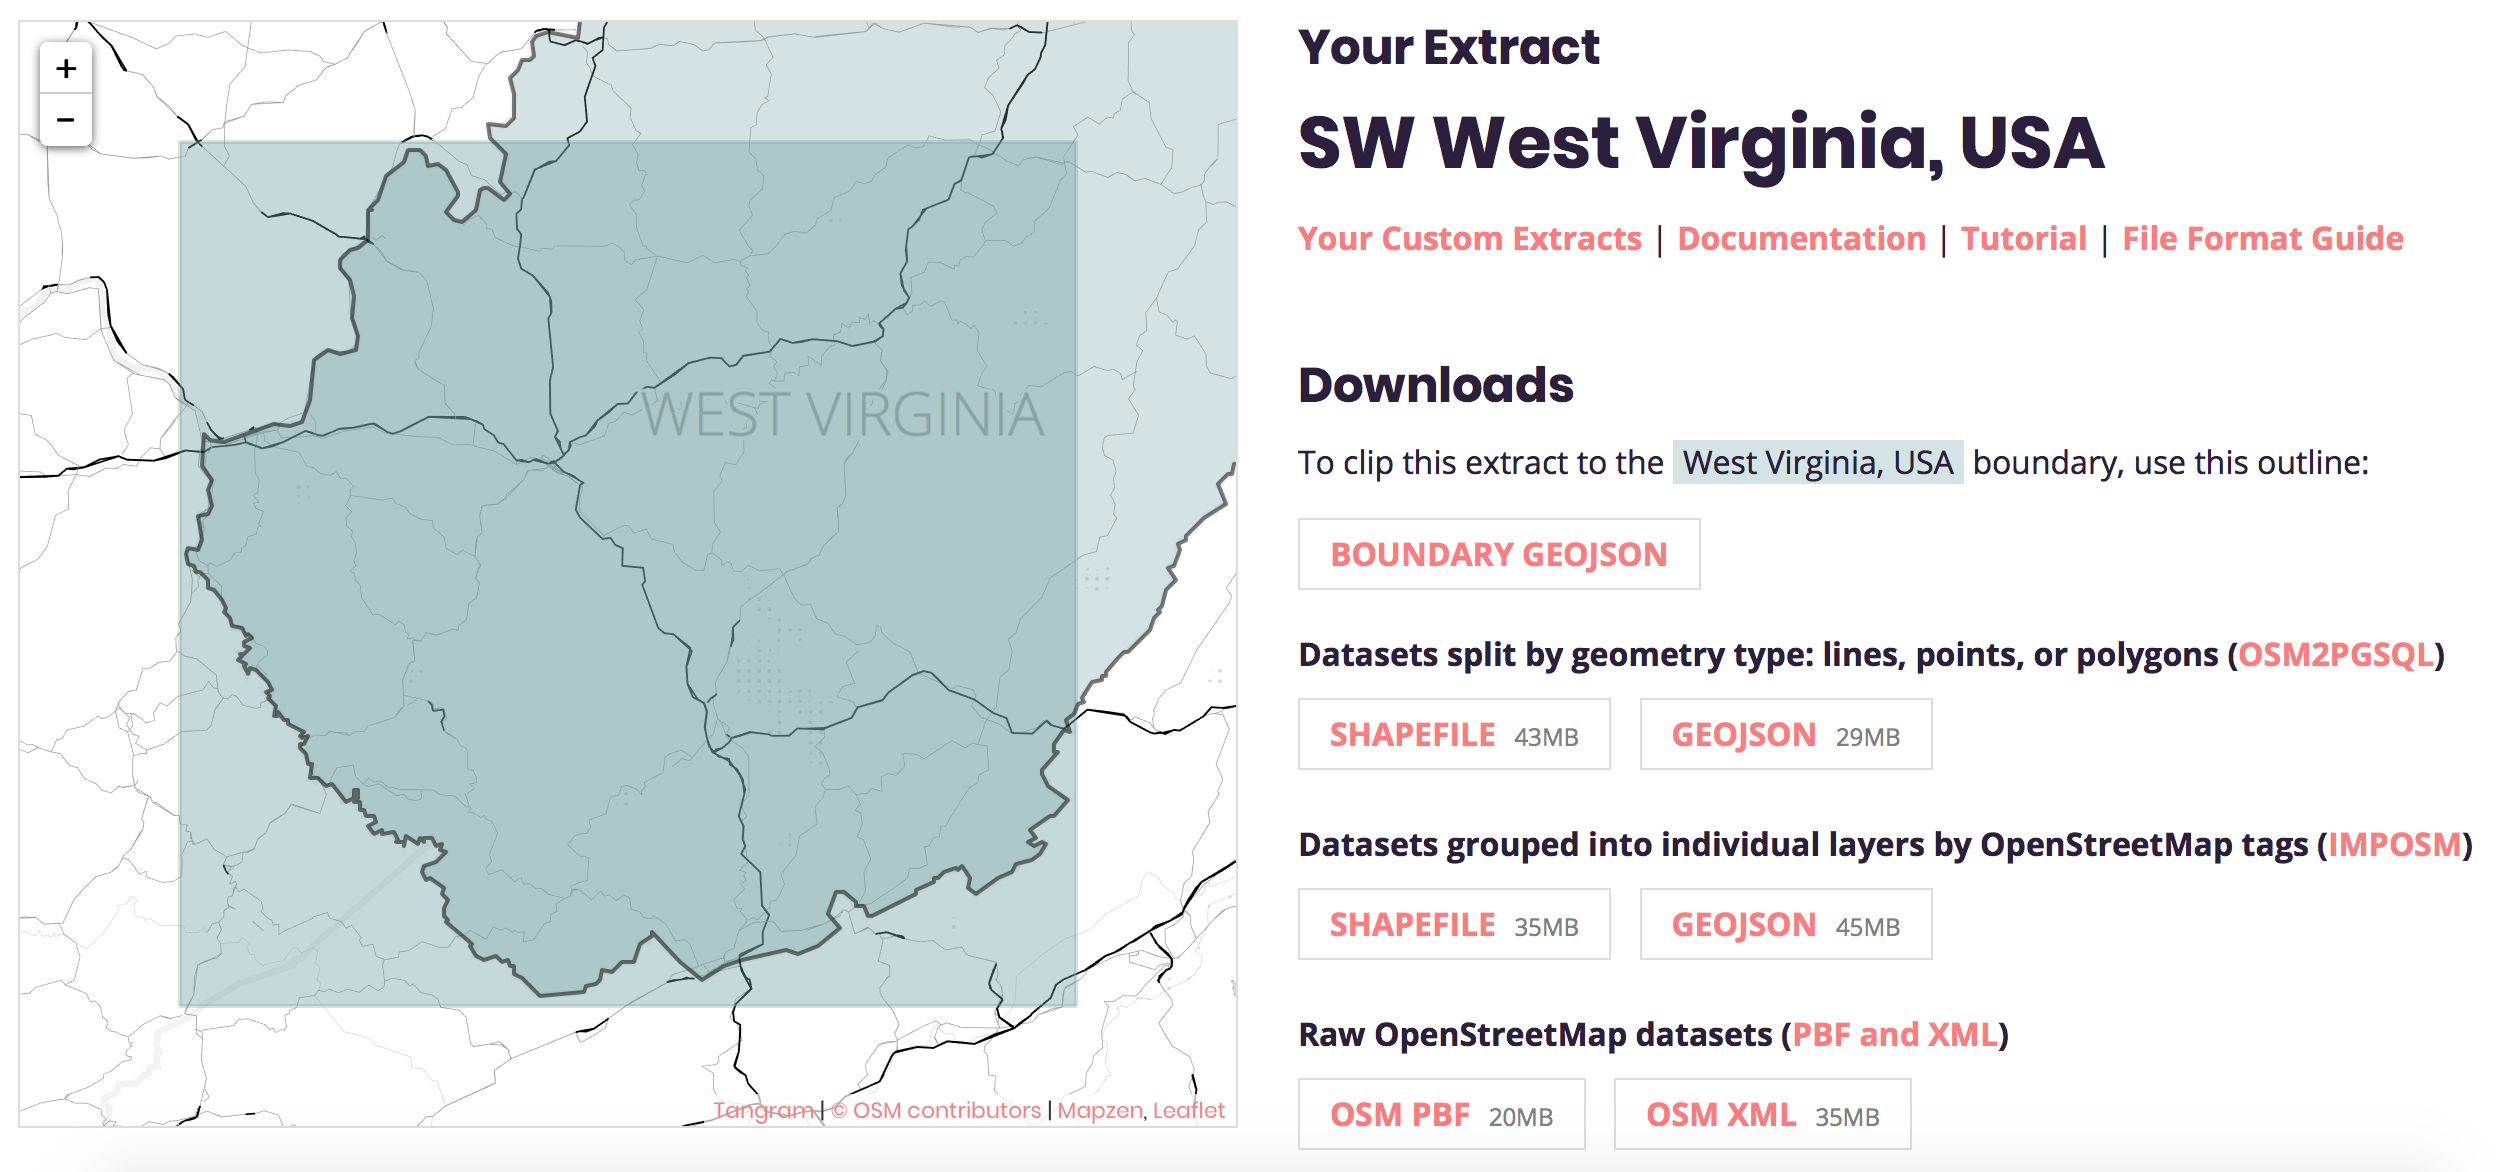 +
−
WEST VIRGINIA
Tangram | © OSM contributors | Mapzen, Leaflet
Your Extract
SW West Virginia, USA
Your Custom Extracts | Documentation | Tutorial | File Format Guide
Downloads
To clip this extract to the West Virginia, USA boundary, use this outline:
BOUNDARY GEOJSON
Datasets split by geometry type: lines, points, or polygons (OSM2PGSQL)
SHAPEFILE 43MB GEOJSON 29MB
Datasets grouped into individual layers by OpenStreetMap tags (IMPOSM)
SHAPEFILE 35MB GEOJSON 45MB
Raw OpenStreetMap datasets (PBF and XML)
OSM PBF 20MB OSM XML 35MB